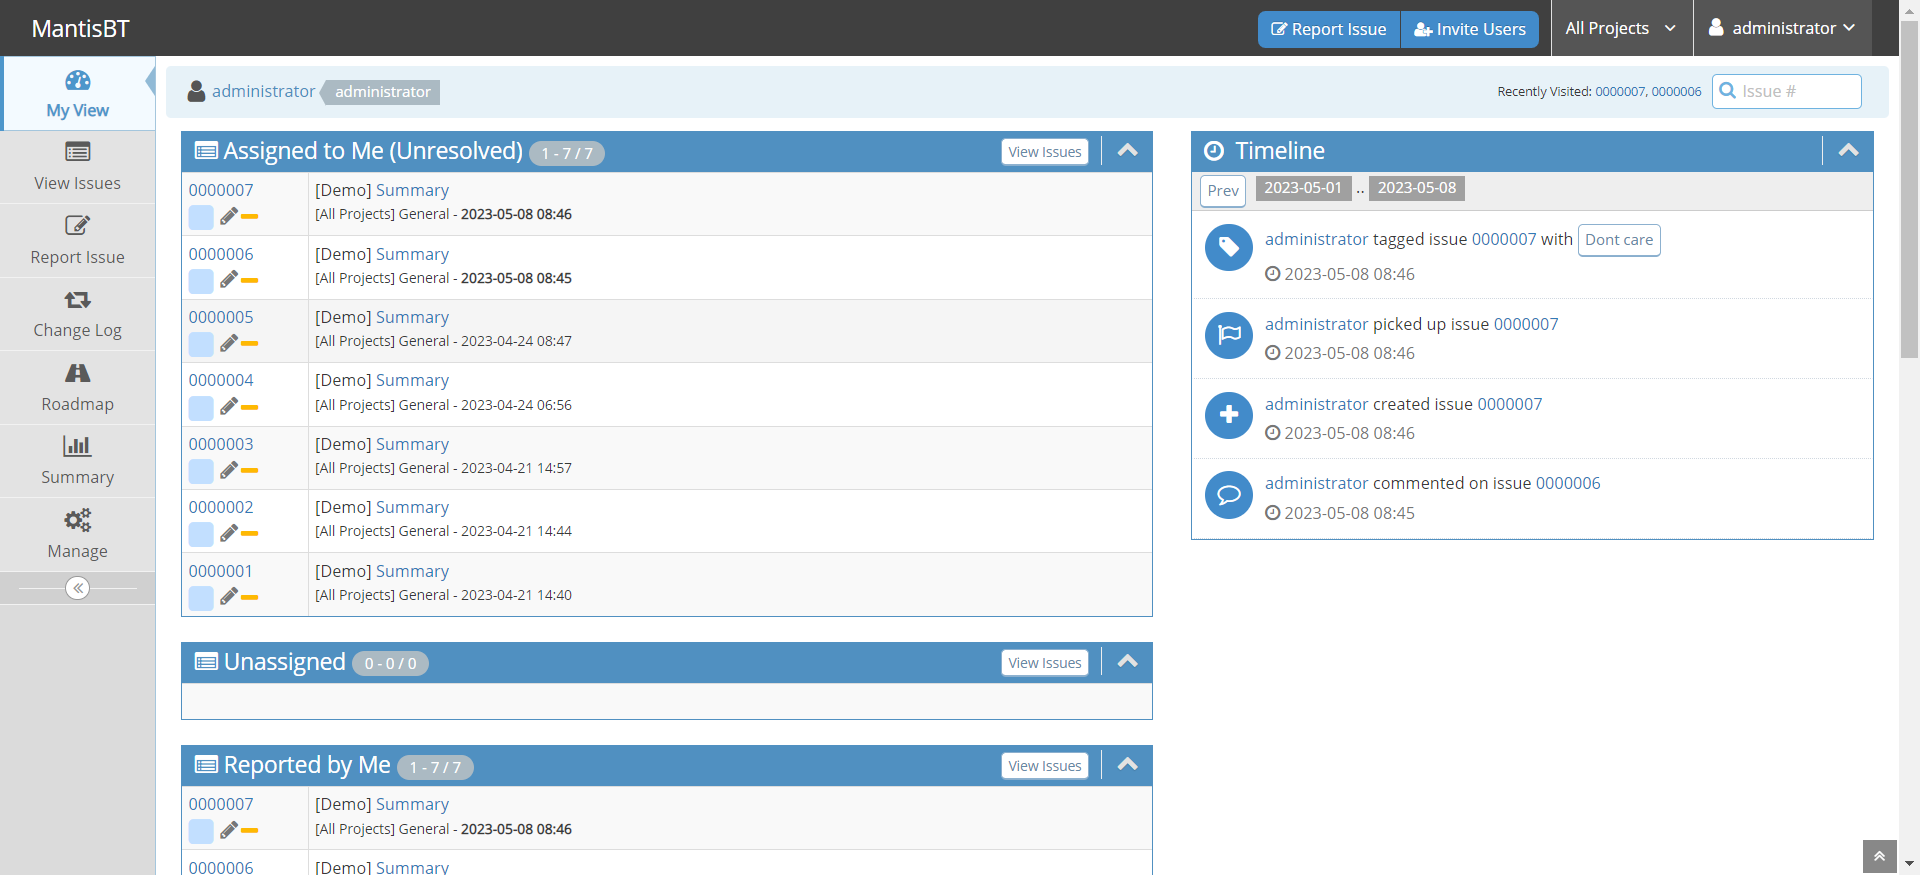 MantisBT
Report Issue
Invite Users
All Projects
administrator
My View
View Issues
Report Issue
Change Log
Roadmap
Summary
Manage
administrator administrator
Recently Visited: 0000007, 0000006
Issue #
Assigned to Me (Unresolved) 1 - 7 / 7
View Issues
0000007 [Demo] Summary
[All Projects] General - 2023-05-08 08:46
0000006 [Demo] Summary
[All Projects] General - 2023-05-08 08:45
0000005 [Demo] Summary
[All Projects] General - 2023-04-24 08:47
0000004 [Demo] Summary
[All Projects] General - 2023-04-24 06:56
0000003 [Demo] Summary
[All Projects] General - 2023-04-21 14:57
0000002 [Demo] Summary
[All Projects] General - 2023-04-21 14:44
0000001 [Demo] Summary
[All Projects] General - 2023-04-21 14:40
Unassigned 0 - 0 / 0
View Issues
Reported by Me 1 - 7 / 7
View Issues
0000007 [Demo] Summary
[All Projects] General - 2023-05-08 08:46
0000006 [Demo] Summary
Timeline
Prev 2023-05-01 .. 2023-05-08
administrator tagged issue 0000007 with Dont care
2023-05-08 08:46
administrator picked up issue 0000007
2023-05-08 08:46
administrator created issue 0000007
2023-05-08 08:46
administrator commented on issue 0000006
2023-05-08 08:45